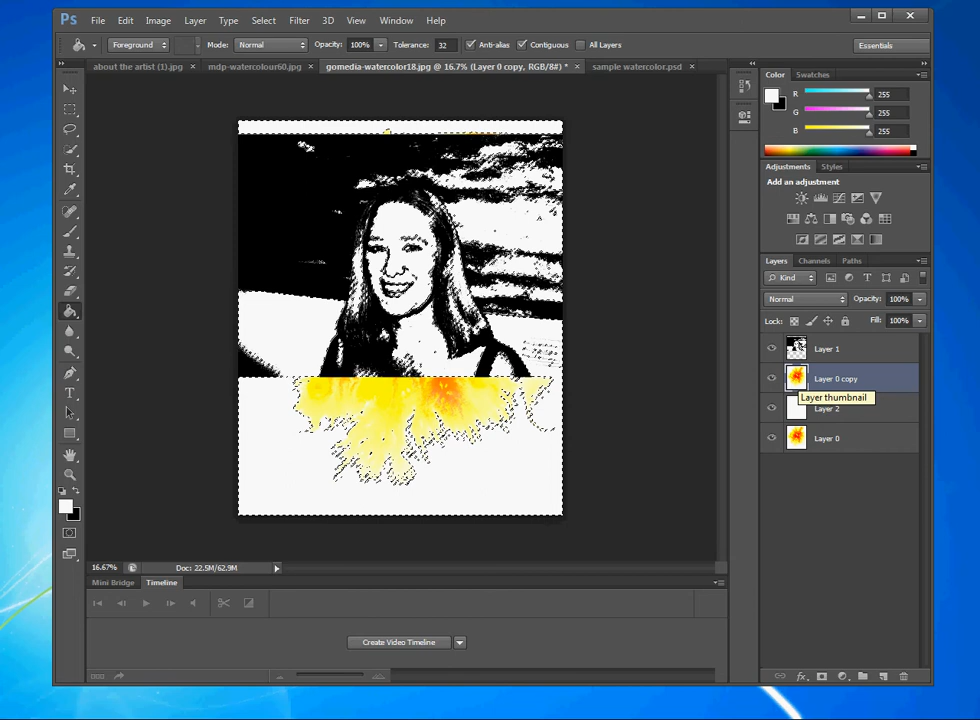 Ps File Edit Image Layer Type Select Filter 3D View Window Help
Foreground Mode: Normal Opacity: 100% Tolerance: 32 Anti-alias Contiguous All Layers Essentials
about the artist (1).jpg × mdp-watercolour60.jpg × gomedia-watercolor18.jpg @ 16.7% (Layer 0 copy, RGB/8#) * × sample watercolor.psd ×
Color Swatches
R 255
G 255
B 255
Adjustments Styles
Add an adjustment
Layers Channels Paths
Kind
Normal Opacity: 100%
Lock: Fill: 100%
Layer 1
Layer 0 copy
Layer thumbnail
Layer 2
Layer 0
16.67% Doc: 22.5M/62.9M
Mini Bridge Timeline
Create Video Timeline
fx